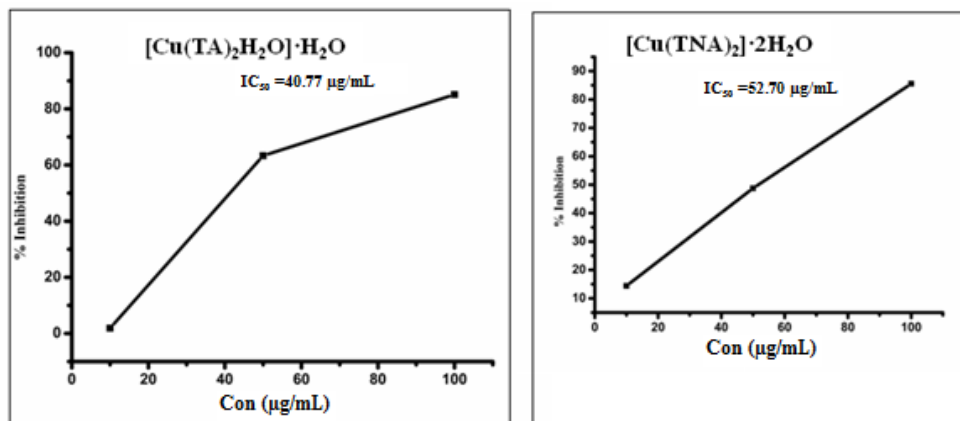 [Cu(TA)₂H₂O]·H₂O
IC₅₀ =40.77 µg/mL
100
80
60
40
20
0
% Inhibition
0 20 40 60 80 100
Con (µg/mL)
[Cu(TNA)₂]·2H₂O
IC₅₀ =52.70 µg/mL
90
80
70
60
50
40
30
20
10
% Inhibition
0 20 40 60 80 100
Con (µg/mL)